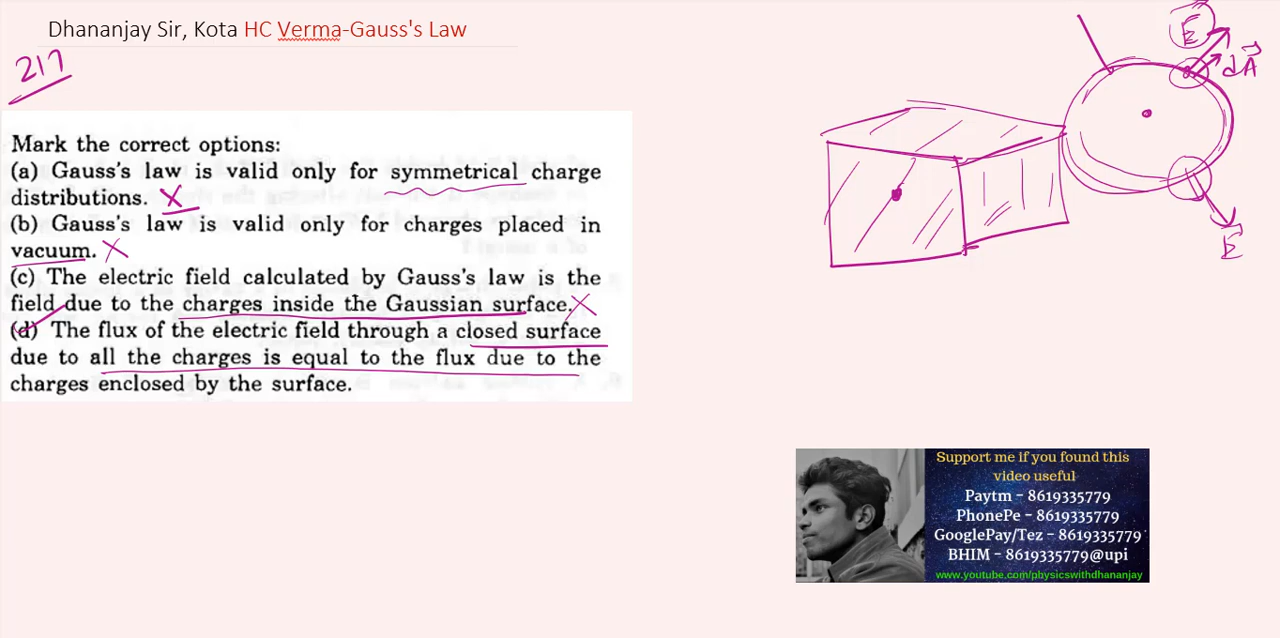 Dhananjay Sir, Kota HC Verma-Gauss's Law
217
Mark the correct options:
(a) Gauss's law is valid only for symmetrical charge
distributions. X
(b) Gauss's law is valid only for charges placed in
vacuum. X
(c) The electric field calculated by Gauss's law is the
field due to the charges inside the Gaussian surface. X
(d) The flux of the electric field through a closed surface
due to all the charges is equal to the flux due to the
charges enclosed by the surface.
E
dA
E
Support me if you found this
video useful
Paytm - 8619335779
PhonePe - 8619335779
GooglePay/Tez - 8619335779
BHIM - 8619335779@upi
www.youtube.com/physicswithdhananjay